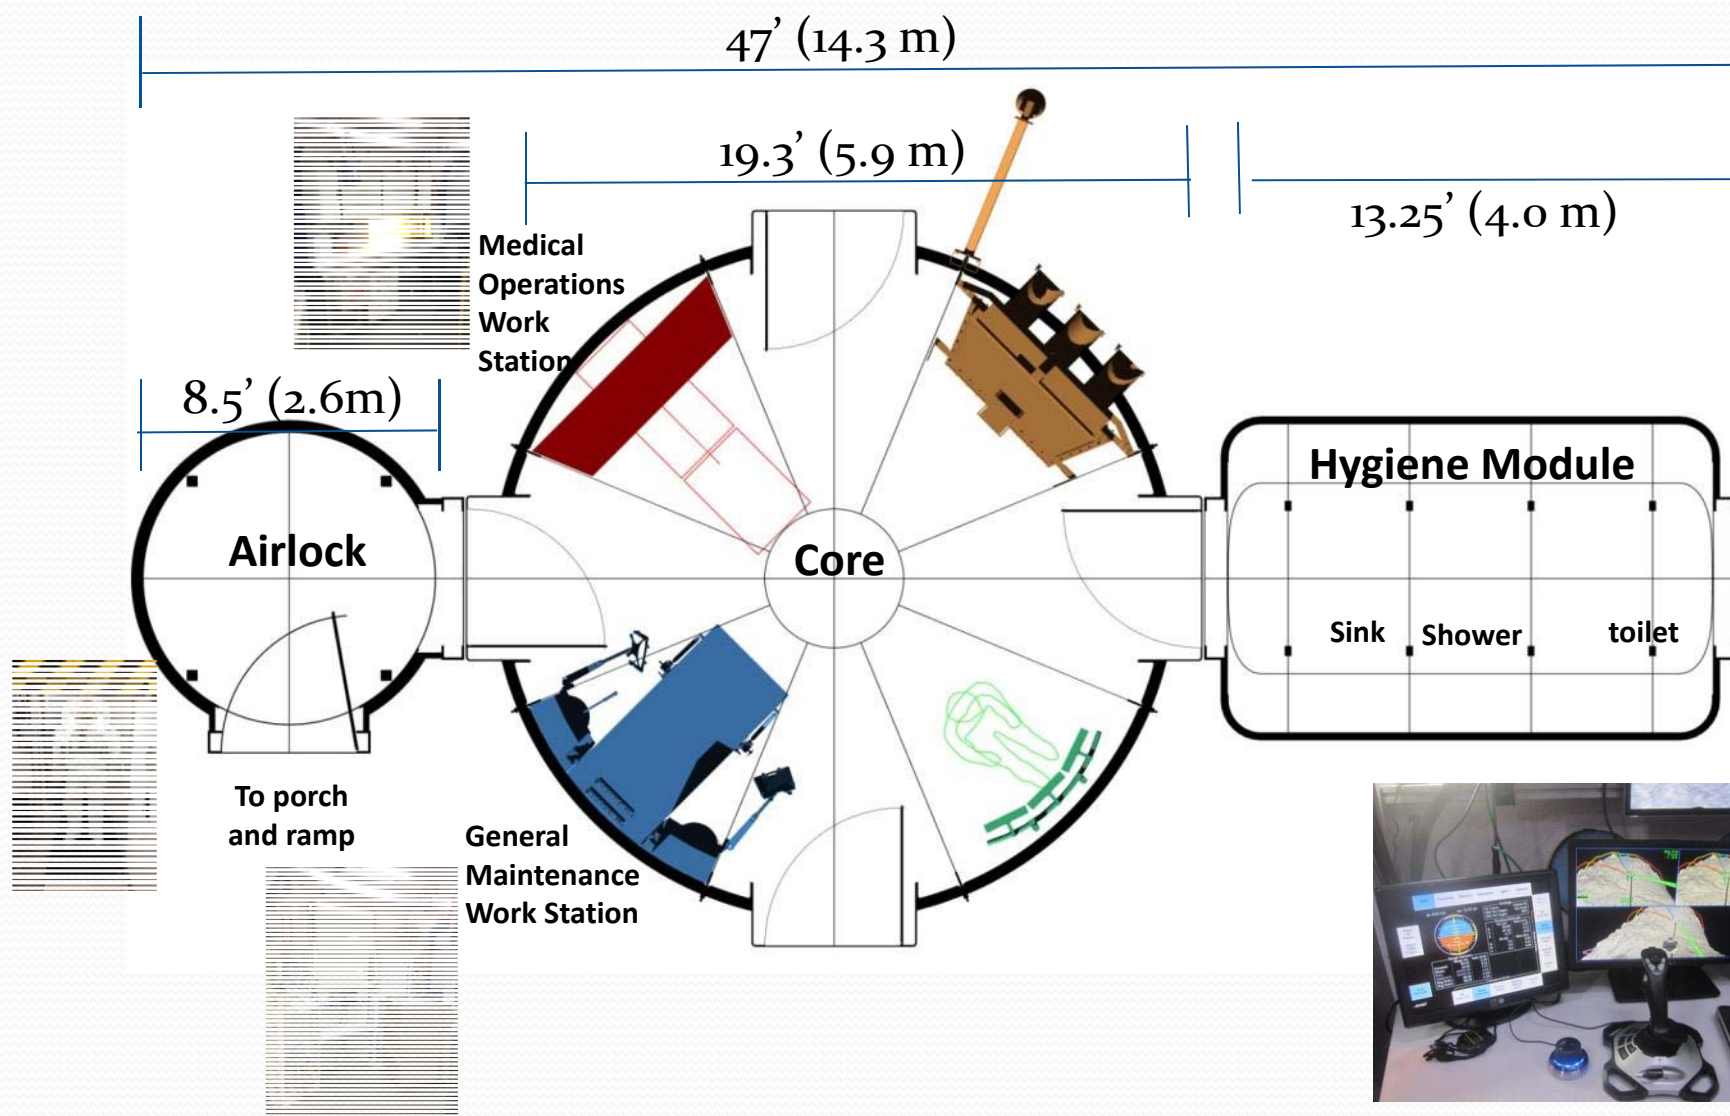 47’ (14.3 m)
19.3’ (5.9 m)
13.25’ (4.0 m)
Medical
Operations
Work
Station
8.5’ (2.6m)
Hygiene Module
Airlock
Core
Sink
Shower
toilet
To porch
and ramp
General
Maintenance
Work Station